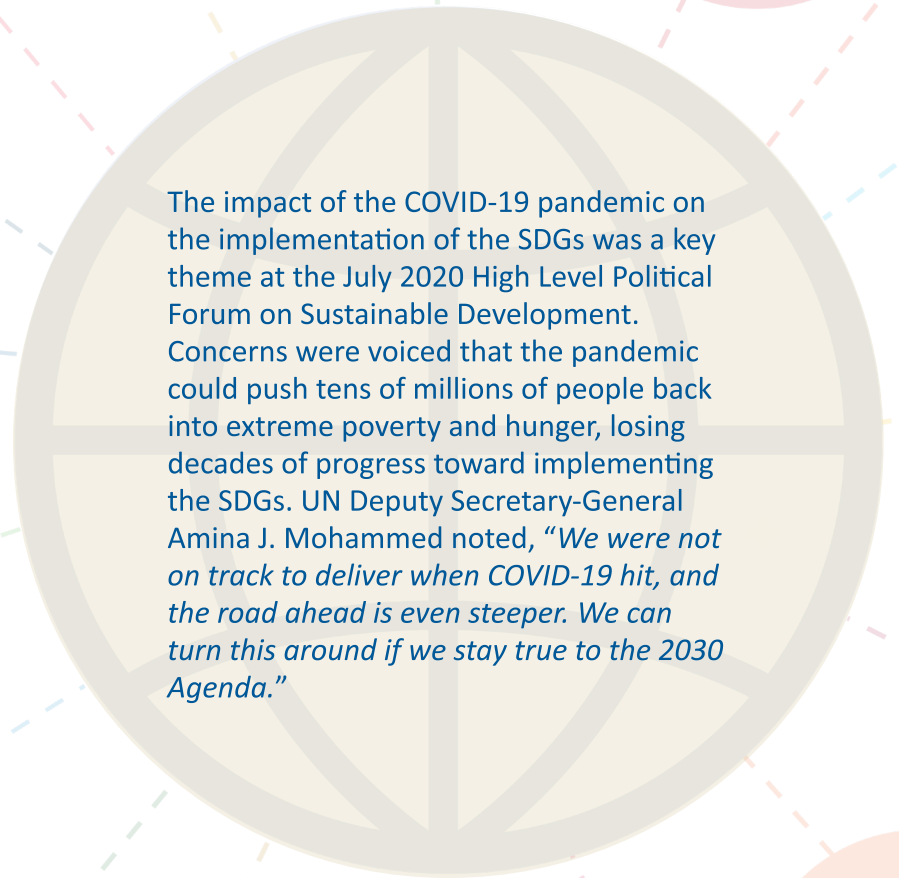 The impact of the COVID-19 pandemic on
the implementation of the SDGs was a key
theme at the July 2020 High Level Political
Forum on Sustainable Development.
Concerns were voiced that the pandemic
could push tens of millions of people back
into extreme poverty and hunger, losing
decades of progress toward implementing
the SDGs. UN Deputy Secretary-General
Amina J. Mohammed noted, “We were not
on track to deliver when COVID-19 hit, and
the road ahead is even steeper. We can
turn this around if we stay true to the 2030
Agenda.”